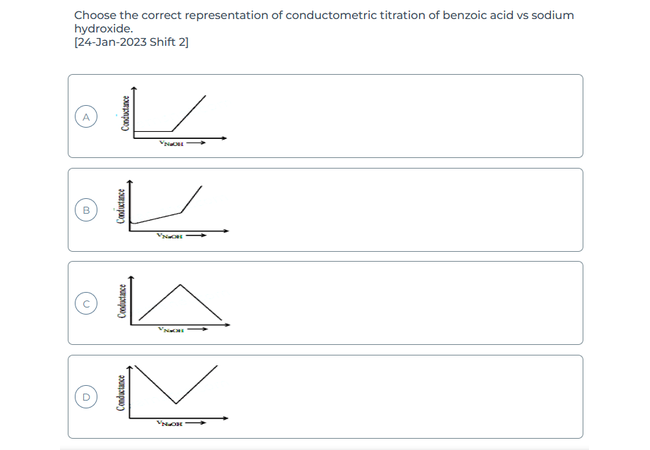 Choose the correct representation of conductometric titration of benzoic acid vs sodium
hydroxide.
[24-Jan-2023 Shift 2]
A
Conductance
VNaOH
B
Conductance
VNaOH
C
Conductance
VNaOH
D
Conductance
VNaOH